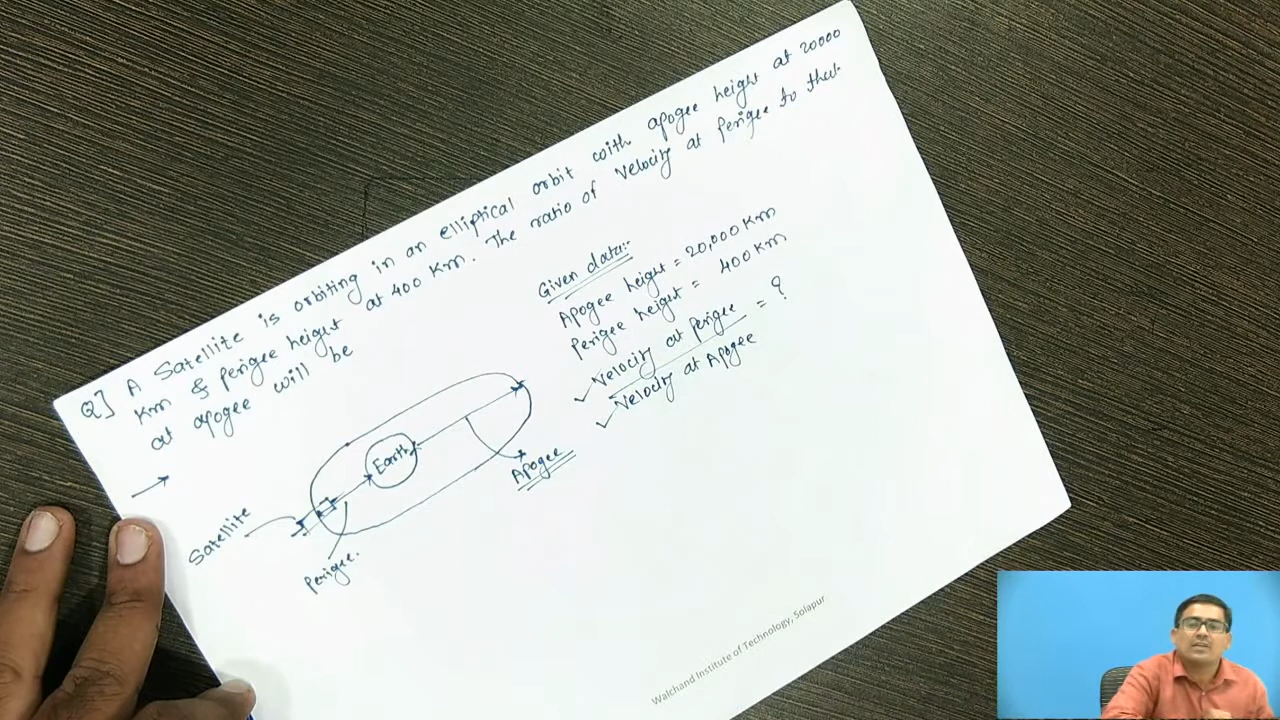 Q] A Satellite is orbiting in an elliptical orbit with apogee height at 20000
Km & perigee height at 400 Km. The ratio of velocity at perigee to that
at apogee will be
Given data:-
Apogee height = 20,000 Km
Perigee height = 400 Km
Velocity at perigee = ?
Velocity at Apogee
Earth
Apogee
Satellite
Perigee.
Walchand Institute of Technology, Solapur